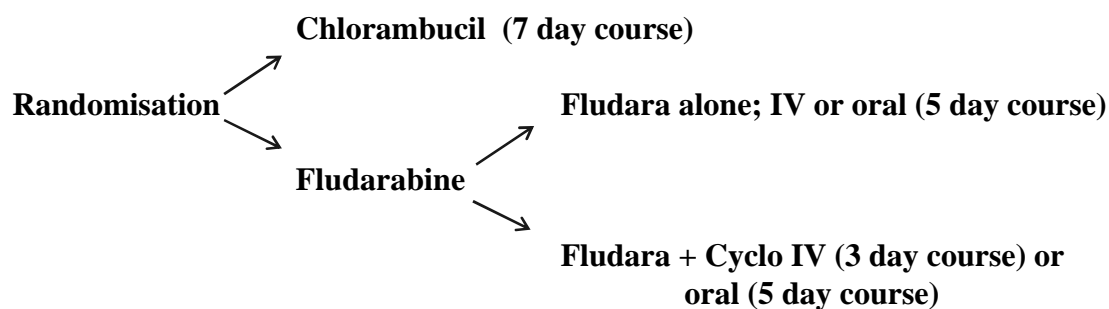 Chlorambucil (7 day course)
Randomisation
Fludara alone; IV or oral (5 day course)
Fludarabine
Fludara + Cyclo IV (3 day course) or
oral (5 day course)